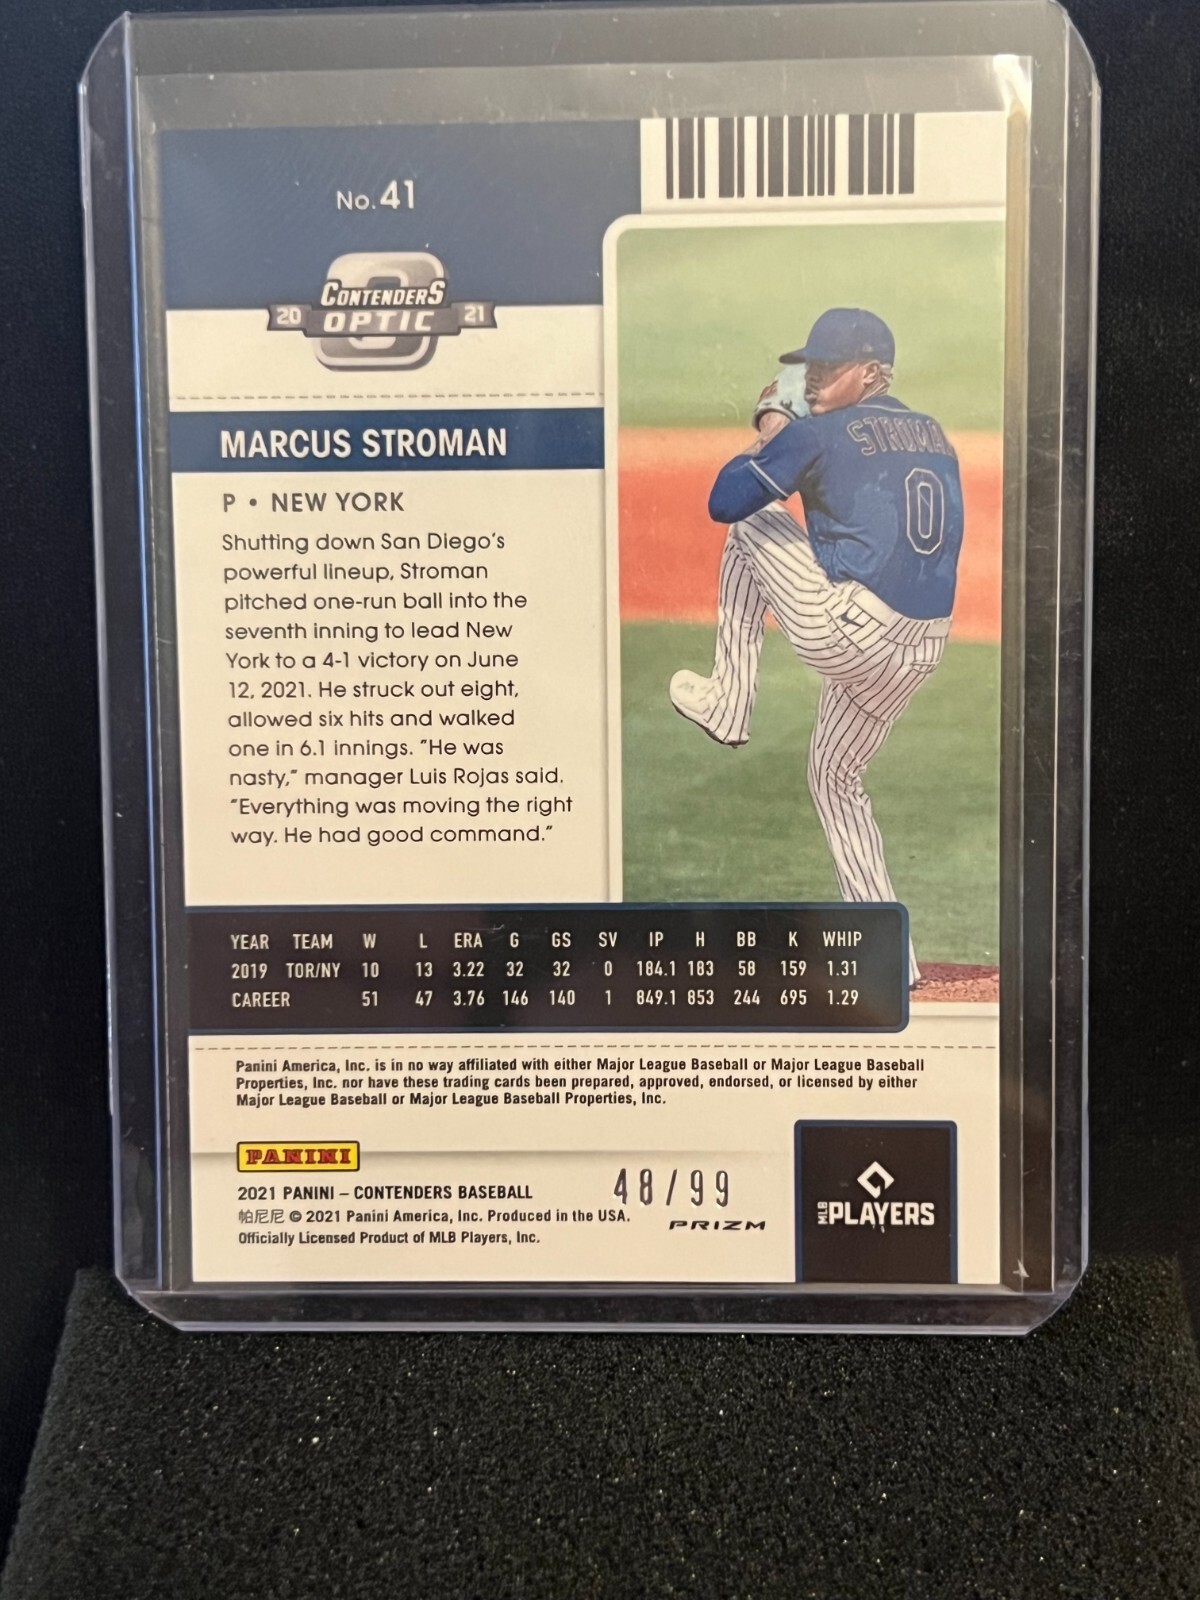 No.41
CONTENDERS
20 OPTIC 21
MARCUS STROMAN
P • NEW YORK
Shutting down San Diego's
powerful lineup, Stroman
pitched one-run ball into the
seventh inning to lead New
York to a 4-1 victory on June
12, 2021. He struck out eight,
allowed six hits and walked
one in 6.1 innings. "He was
nasty," manager Luis Rojas said.
"Everything was moving the right
way. He had good command."
STROMA
0
YEAR TEAM W L ERA G GS SV IP H BB K WHIP
2019 TOR/NY 10 13 3.22 32 32 0 184.1 183 58 159 1.31
CAREER 51 47 3.76 146 140 1 849.1 853 244 695 1.29
Panini America, Inc. is in no way affiliated with either Major League Baseball or Major League Baseball
Properties, Inc. nor have these trading cards been prepared, approved, endorsed, or licensed by either
Major League Baseball or Major League Baseball Properties, Inc.
PANINI
2021 PANINI – CONTENDERS BASEBALL
帕尼尼 © 2021 Panini America, Inc. Produced in the USA.
Officially Licensed Product of MLB Players, Inc.
48/99
PRIZM
MLB PLAYERS